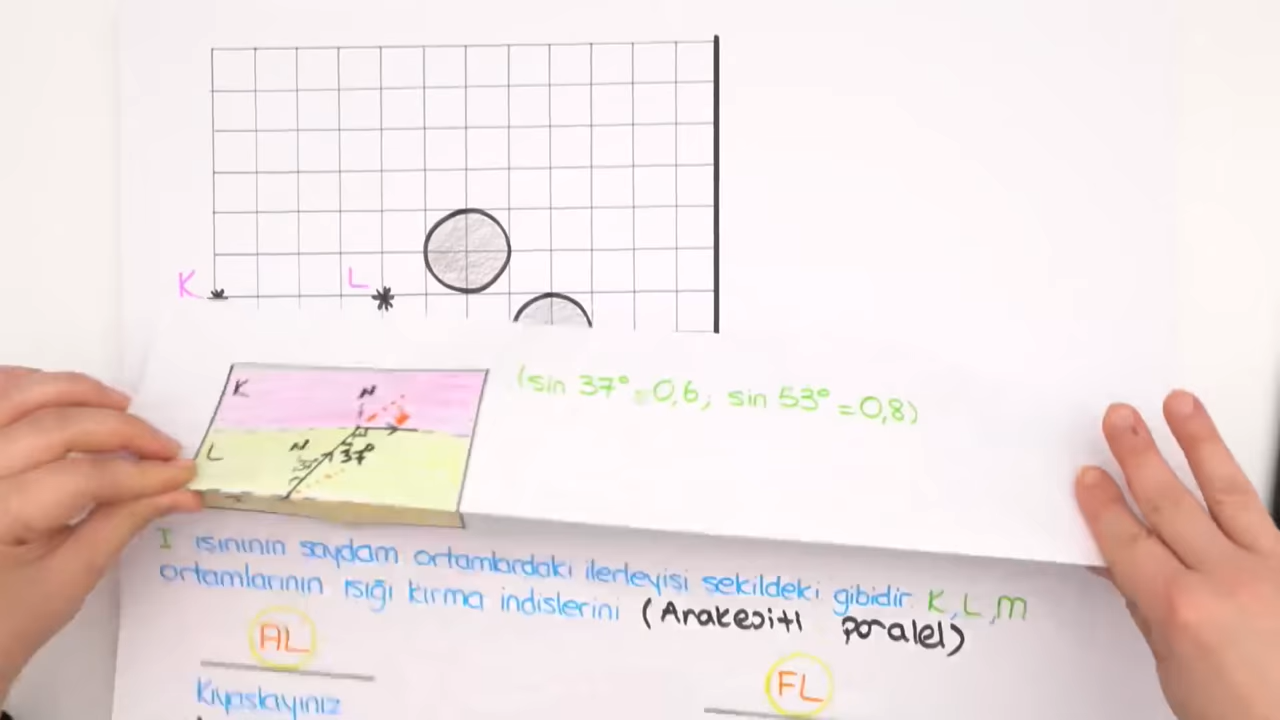 K
L
(sin 37° = 0,6, sin 53° = 0,8)
K
N
L
N
37°
I ışınının saydam ortamlardaki ilerleyişi şekildeki gibidir. K, L, M
ortamlarının ışığı kırma indislerini (Arakesiti paralel)
AL
FL
Kıyaslayınız